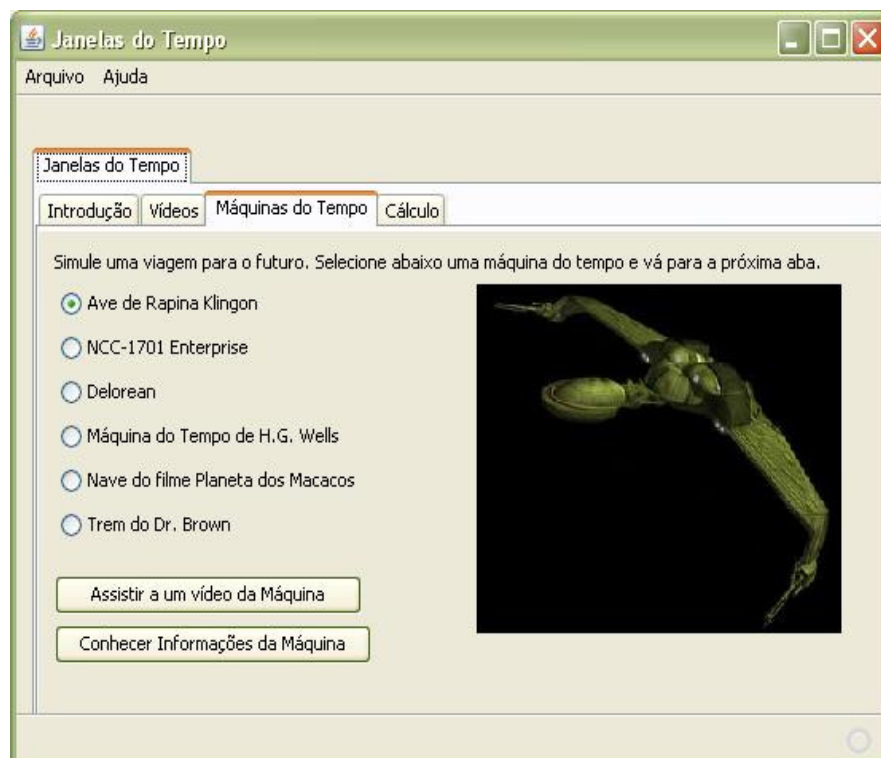 Janelas do Tempo
Arquivo Ajuda
Janelas do Tempo
Introdução Vídeos Máquinas do Tempo Cálculo
Simule uma viagem para o futuro. Selecione abaixo uma máquina do tempo e vá para a próxima aba.
Ave de Rapina Klingon
NCC-1701 Enterprise
Delorean
Máquina do Tempo de H.G. Wells
Nave do filme Planeta dos Macacos
Trem do Dr. Brown
Assistir a um vídeo da Máquina
Conhecer Informações da Máquina